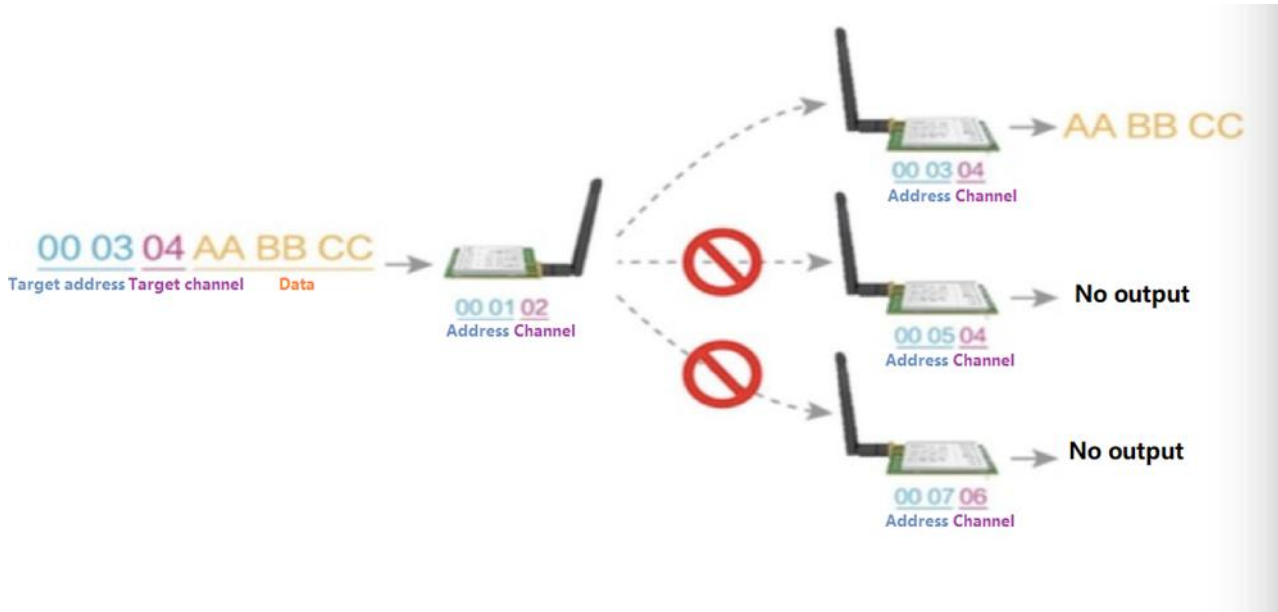 00 03 04 AA BB CC
Target address Target channel Data
00 01 02
Address Channel
AA BB CC
00 03 04
Address Channel
No output
00 05 04
Address Channel
No output
00 07 06
Address Channel